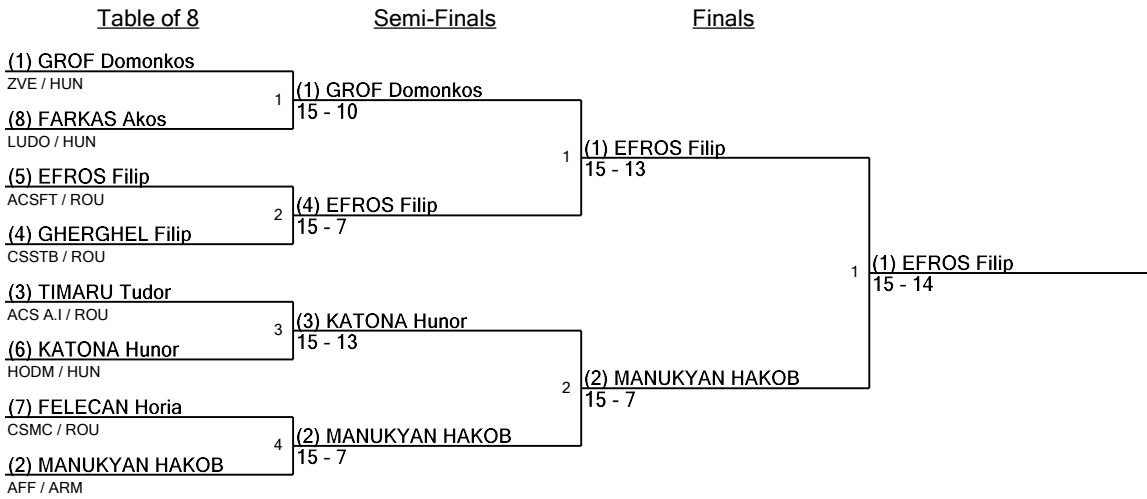 Table of 8 Semi-Finals Finals
(1) GROF Domonkos
ZVE / HUN
1
(1) GROF Domonkos
15 - 10
(8) FARKAS Akos
LUDO / HUN
1
(1) EFROS Filip
15 - 13
(5) EFROS Filip
ACSFT / ROU
2
(4) EFROS Filip
15 - 7
(4) GHERGHEL Filip
CSSTB / ROU
1
(1) EFROS Filip
15 - 14
(3) TIMARU Tudor
ACS A.I / ROU
3
(3) KATONA Hunor
15 - 13
(6) KATONA Hunor
HODM / HUN
2
(2) MANUKYAN HAKOB
15 - 7
(7) FELECAN Horia
CSMC / ROU
4
(2) MANUKYAN HAKOB
15 - 7
(2) MANUKYAN HAKOB
AFF / ARM